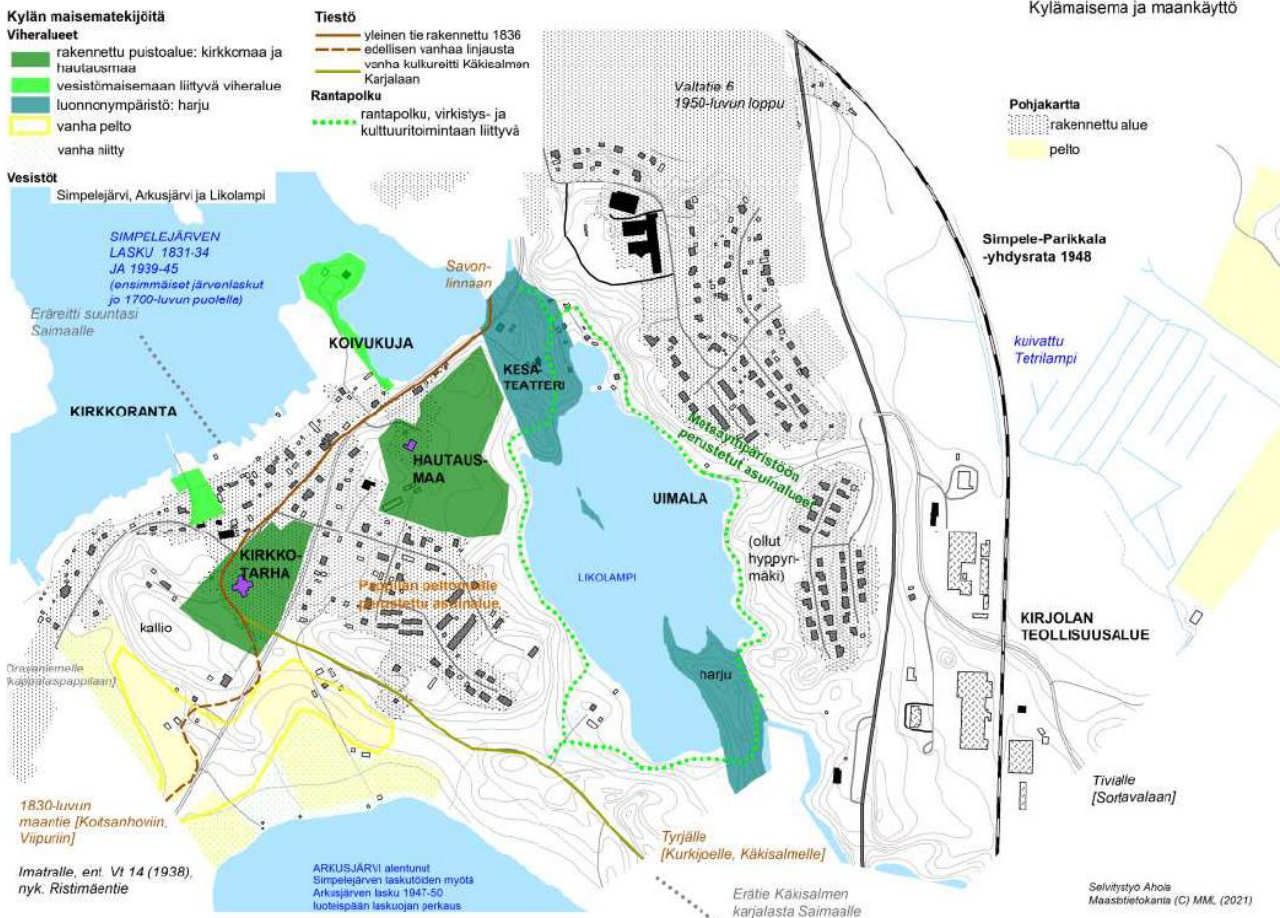 Kylämaisema ja maankäyttö
Kylän maisematekijöitä
Viheralueet
rakennettu puistoalue: kirkkomaa ja
hautausmaa
vesistömaisemaan liittyvä viheralue
luonnonympäristö: harju
vanha pelto
vanha niitty
Vesistöt
Simpelejärvi, Arkusjärvi ja Likolampi
Tiestö
yleinen tie rakennettu 1836
edellisen vanhaa linjausta
vanha kulkureitti Käkisalmen
Karjalaan
Rantapolku
rantapolku, virkistys- ja
kulttuuritoimintaan liittyvä
Valtatie 6
1950-luvun loppu
Pohjakartta
rakennettu alue
pelto
SIMPELEJÄRVEN
LASKU 1831-34
JA 1939-45
(ensimmäiset järvenlaskut
jo 1700-luvun puolella)
Eräreitti suuntasi
Saimaalle
Savon-
linnaan
Simpele-Parikkala
-yhdysrata 1948
kuivattu
Tetrilampi
KOIVUKUJA
KIRKKORANTA
KESÄ-
TEATTERI
Metsäympäristöön
perustetut asuinalueet
HAUTAUS-
MAA
UIMALA
(ollut
hyppyri-
mäki)
LIKOLAMPI
KIRKKO-
TARHA
Pappilan peltomaille
perustettu asuinalue
kallio
harju
KIRJOLAN
TEOLLISUUSALUE
[kappalaispappilaan]
1830-luvun
maantie [Koitsanhoviin,
Viipuriin]
Imatralle, ent. Vt 14 (1938),
nyk. Ristimäentie
ARKUSJÄRVI alentunut
Simpelejärven laskutöiden myötä
Arkusjärven lasku 1947-50
luoteispään laskuojan perkaus
Tyrjälle
[Kurkijoelle, Käkisalmelle]
Erätie Käkisalmen
karjalasta Saimaalle
Tivialle
[Sortavalaan]
Selvitystyö Ahola
Maastotietokanta (C) MML (2021)